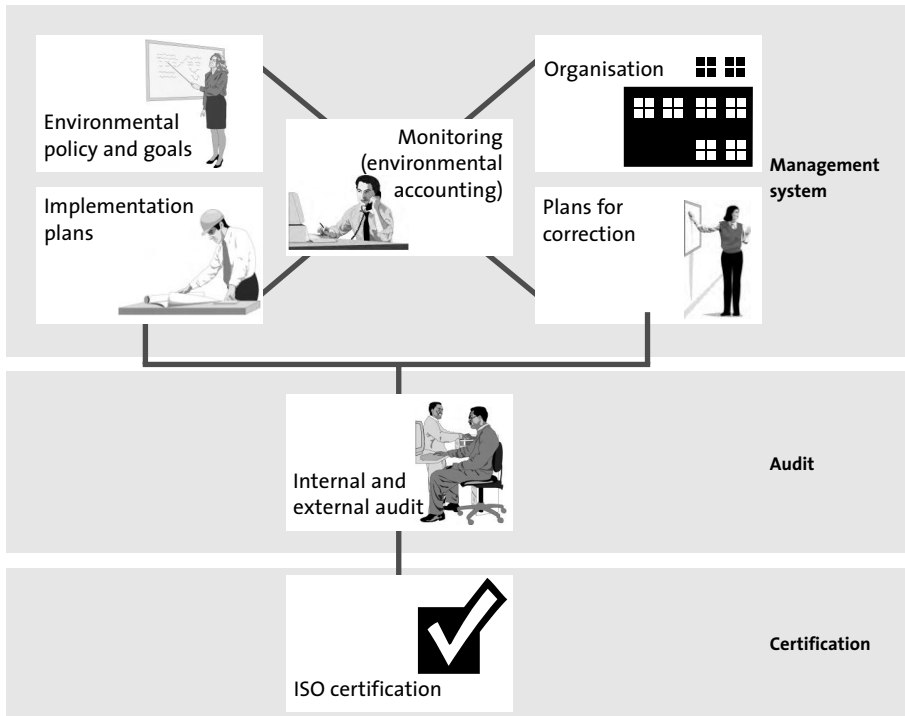 Environmental
policy and goals
Organisation
Monitoring
(environmental
accounting)
Management
system
Implementation
plans
Plans for
correction
Internal and
external audit
Audit
ISO certification
Certification